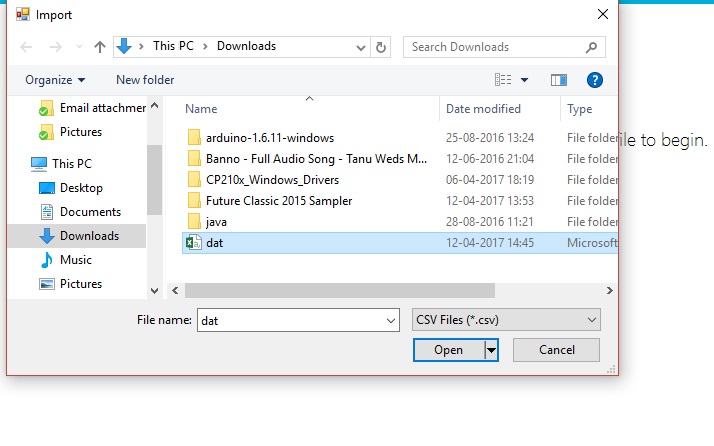 Import
This PC > Downloads
Search Downloads
Organize
New folder
Name
Date modified
Type
Email attachmer
Pictures
This PC
Desktop
Documents
Downloads
Music
Pictures
arduino-1.6.11-windows 25-08-2016 13:24 File folder
Banno - Full Audio Song - Tanu Weds M... 12-06-2016 21:04 File folder
CP210x_Windows_Drivers 06-04-2017 18:19 File folder
Future Classic 2015 Sampler 12-04-2017 13:53 File folder
java 28-08-2016 11:21 File folder
dat 12-04-2017 14:45 Microsoft
ile to begin.
File name: dat
CSV Files (*.csv)
Open
Cancel